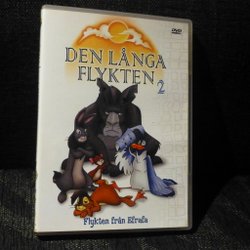 DVD
DEN LÅNGA
FLYKTEN
2
Flykten från Efrafa